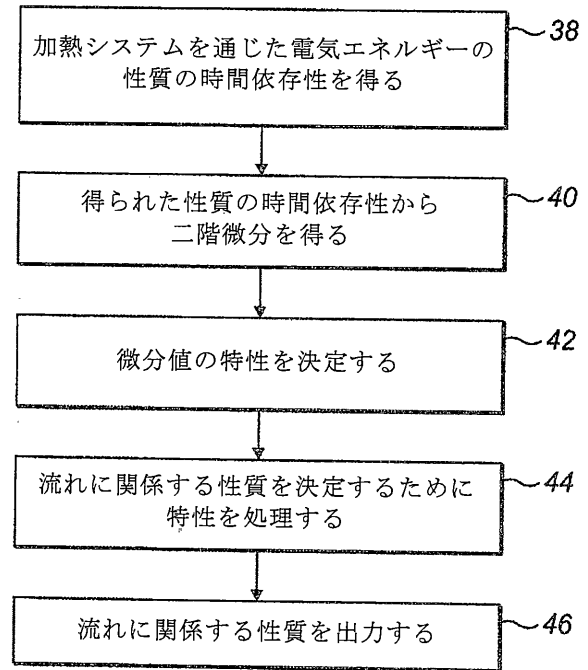 加熱システムを通じた電気エネルギーの
性質の時間依存性を得る
38
得られた性質の時間依存性から
二階微分を得る
40
微分値の特性を決定する
42
流れに関係する性質を決定するために
特性を処理する
44
流れに関係する性質を出力する
46